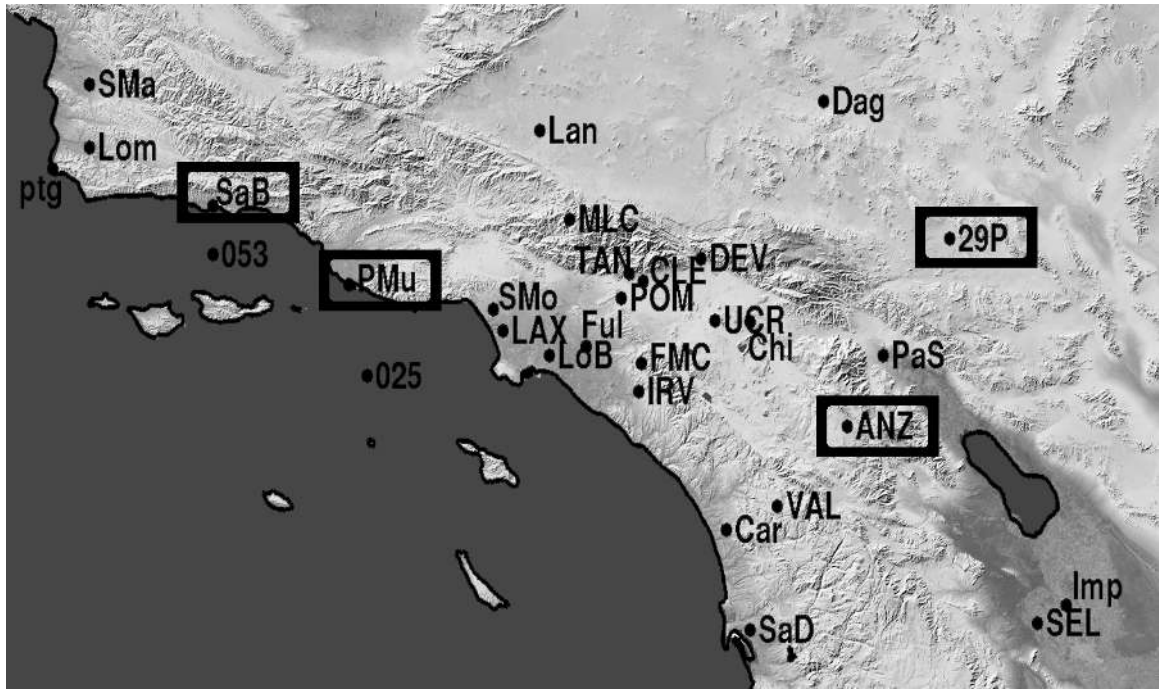 SMa
Dag
Lan
Lom
ptg
SaB
MLC
29P
053
TAN
CLE
DEV
PMu
POM
SMo
LAX
Ful
UCR
Chi
LoB
FMC
PaS
025
IRV
ANZ
VAL
Car
Imp
SEL
SaD